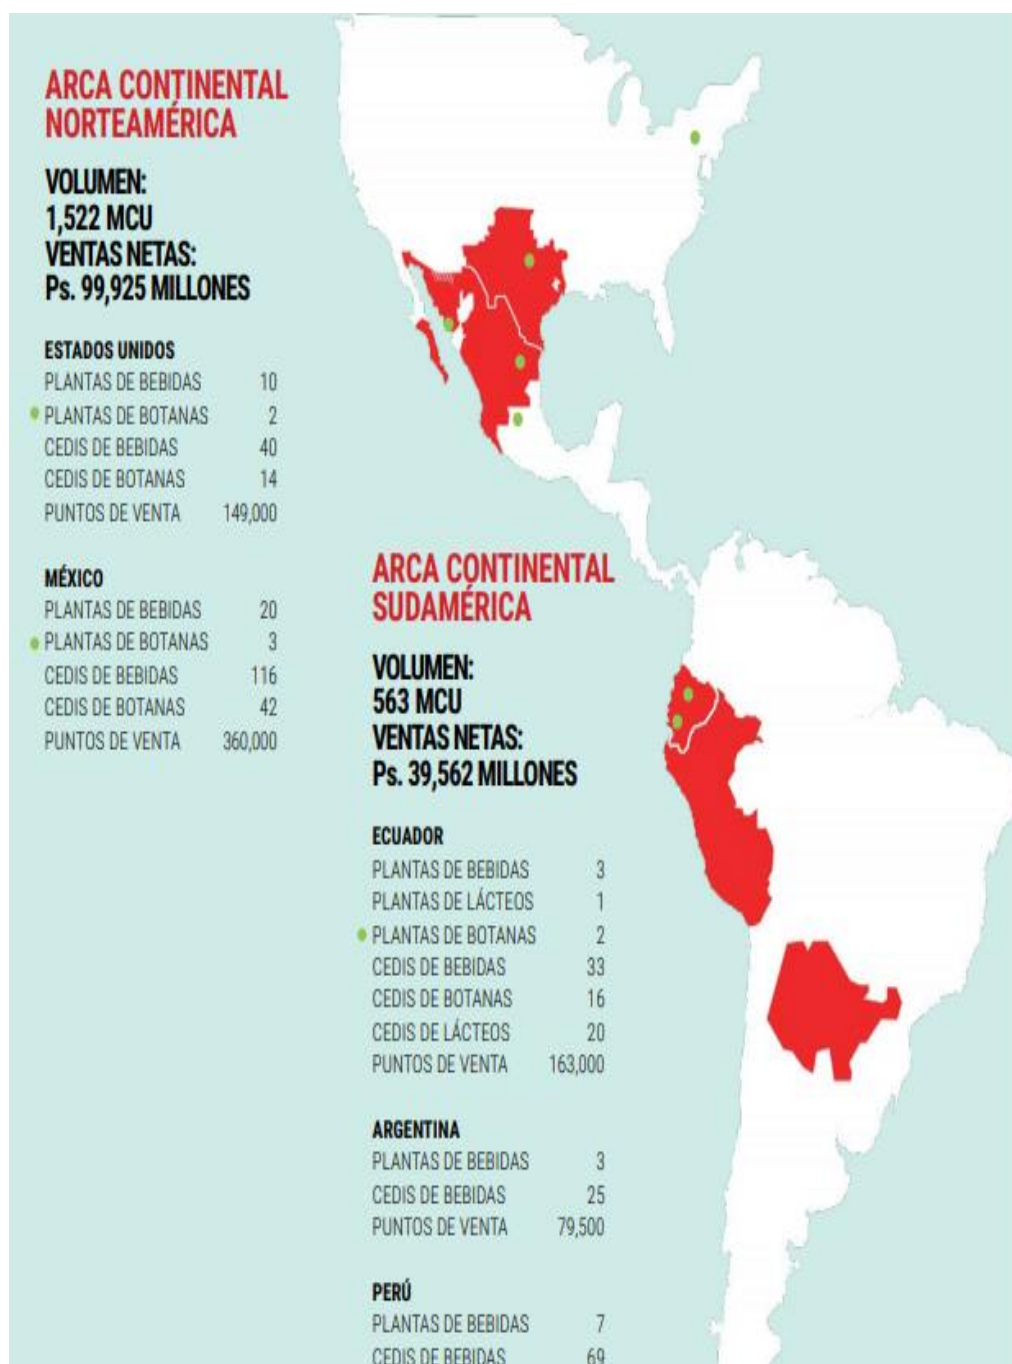 ARCA CONTINENTAL
NORTEAMÉRICA
VOLUMEN:
1,522 MCU
VENTAS NETAS:
Ps. 99,925 MILLONES
ESTADOS UNIDOS
PLANTAS DE BEBIDAS 10
PLANTAS DE BOTANAS 2
CEDIS DE BEBIDAS 40
CEDIS DE BOTANAS 14
PUNTOS DE VENTA 149,000
MÉXICO
PLANTAS DE BEBIDAS 20
PLANTAS DE BOTANAS 3
CEDIS DE BEBIDAS 116
CEDIS DE BOTANAS 42
PUNTOS DE VENTA 360,000
ARCA CONTINENTAL
SUDAMÉRICA
VOLUMEN:
563 MCU
VENTAS NETAS:
Ps. 39,562 MILLONES
ECUADOR
PLANTAS DE BEBIDAS 3
PLANTAS DE LÁCTEOS 1
PLANTAS DE BOTANAS 2
CEDIS DE BEBIDAS 33
CEDIS DE BOTANAS 16
CEDIS DE LÁCTEOS 20
PUNTOS DE VENTA 163,000
ARGENTINA
PLANTAS DE BEBIDAS 3
CEDIS DE BEBIDAS 25
PUNTOS DE VENTA 79,500
PERÚ
PLANTAS DE BEBIDAS 7
CEDIS DE BEBIDAS 69